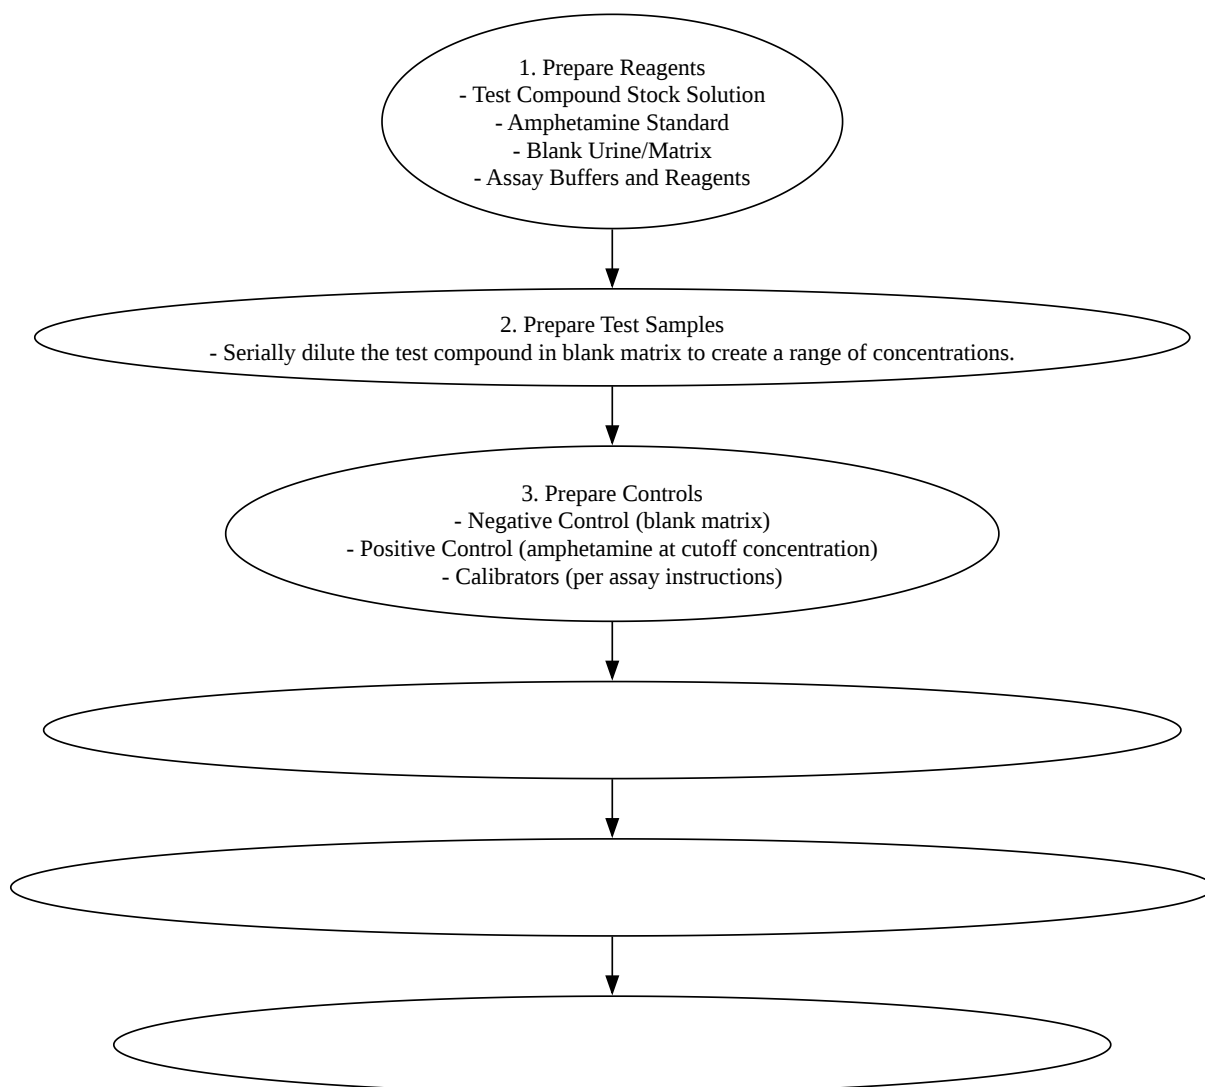 1. Prepare Reagents
- Test Compound Stock Solution
- Amphetamine Standard
- Blank Urine/Matrix
- Assay Buffers and Reagents
2. Prepare Test Samples
- Serially dilute the test compound in blank matrix to create a range of concentrations.
3. Prepare Controls
- Negative Control (blank matrix)
- Positive Control (amphetamine at cutoff concentration)
- Calibrators (per assay instructions)